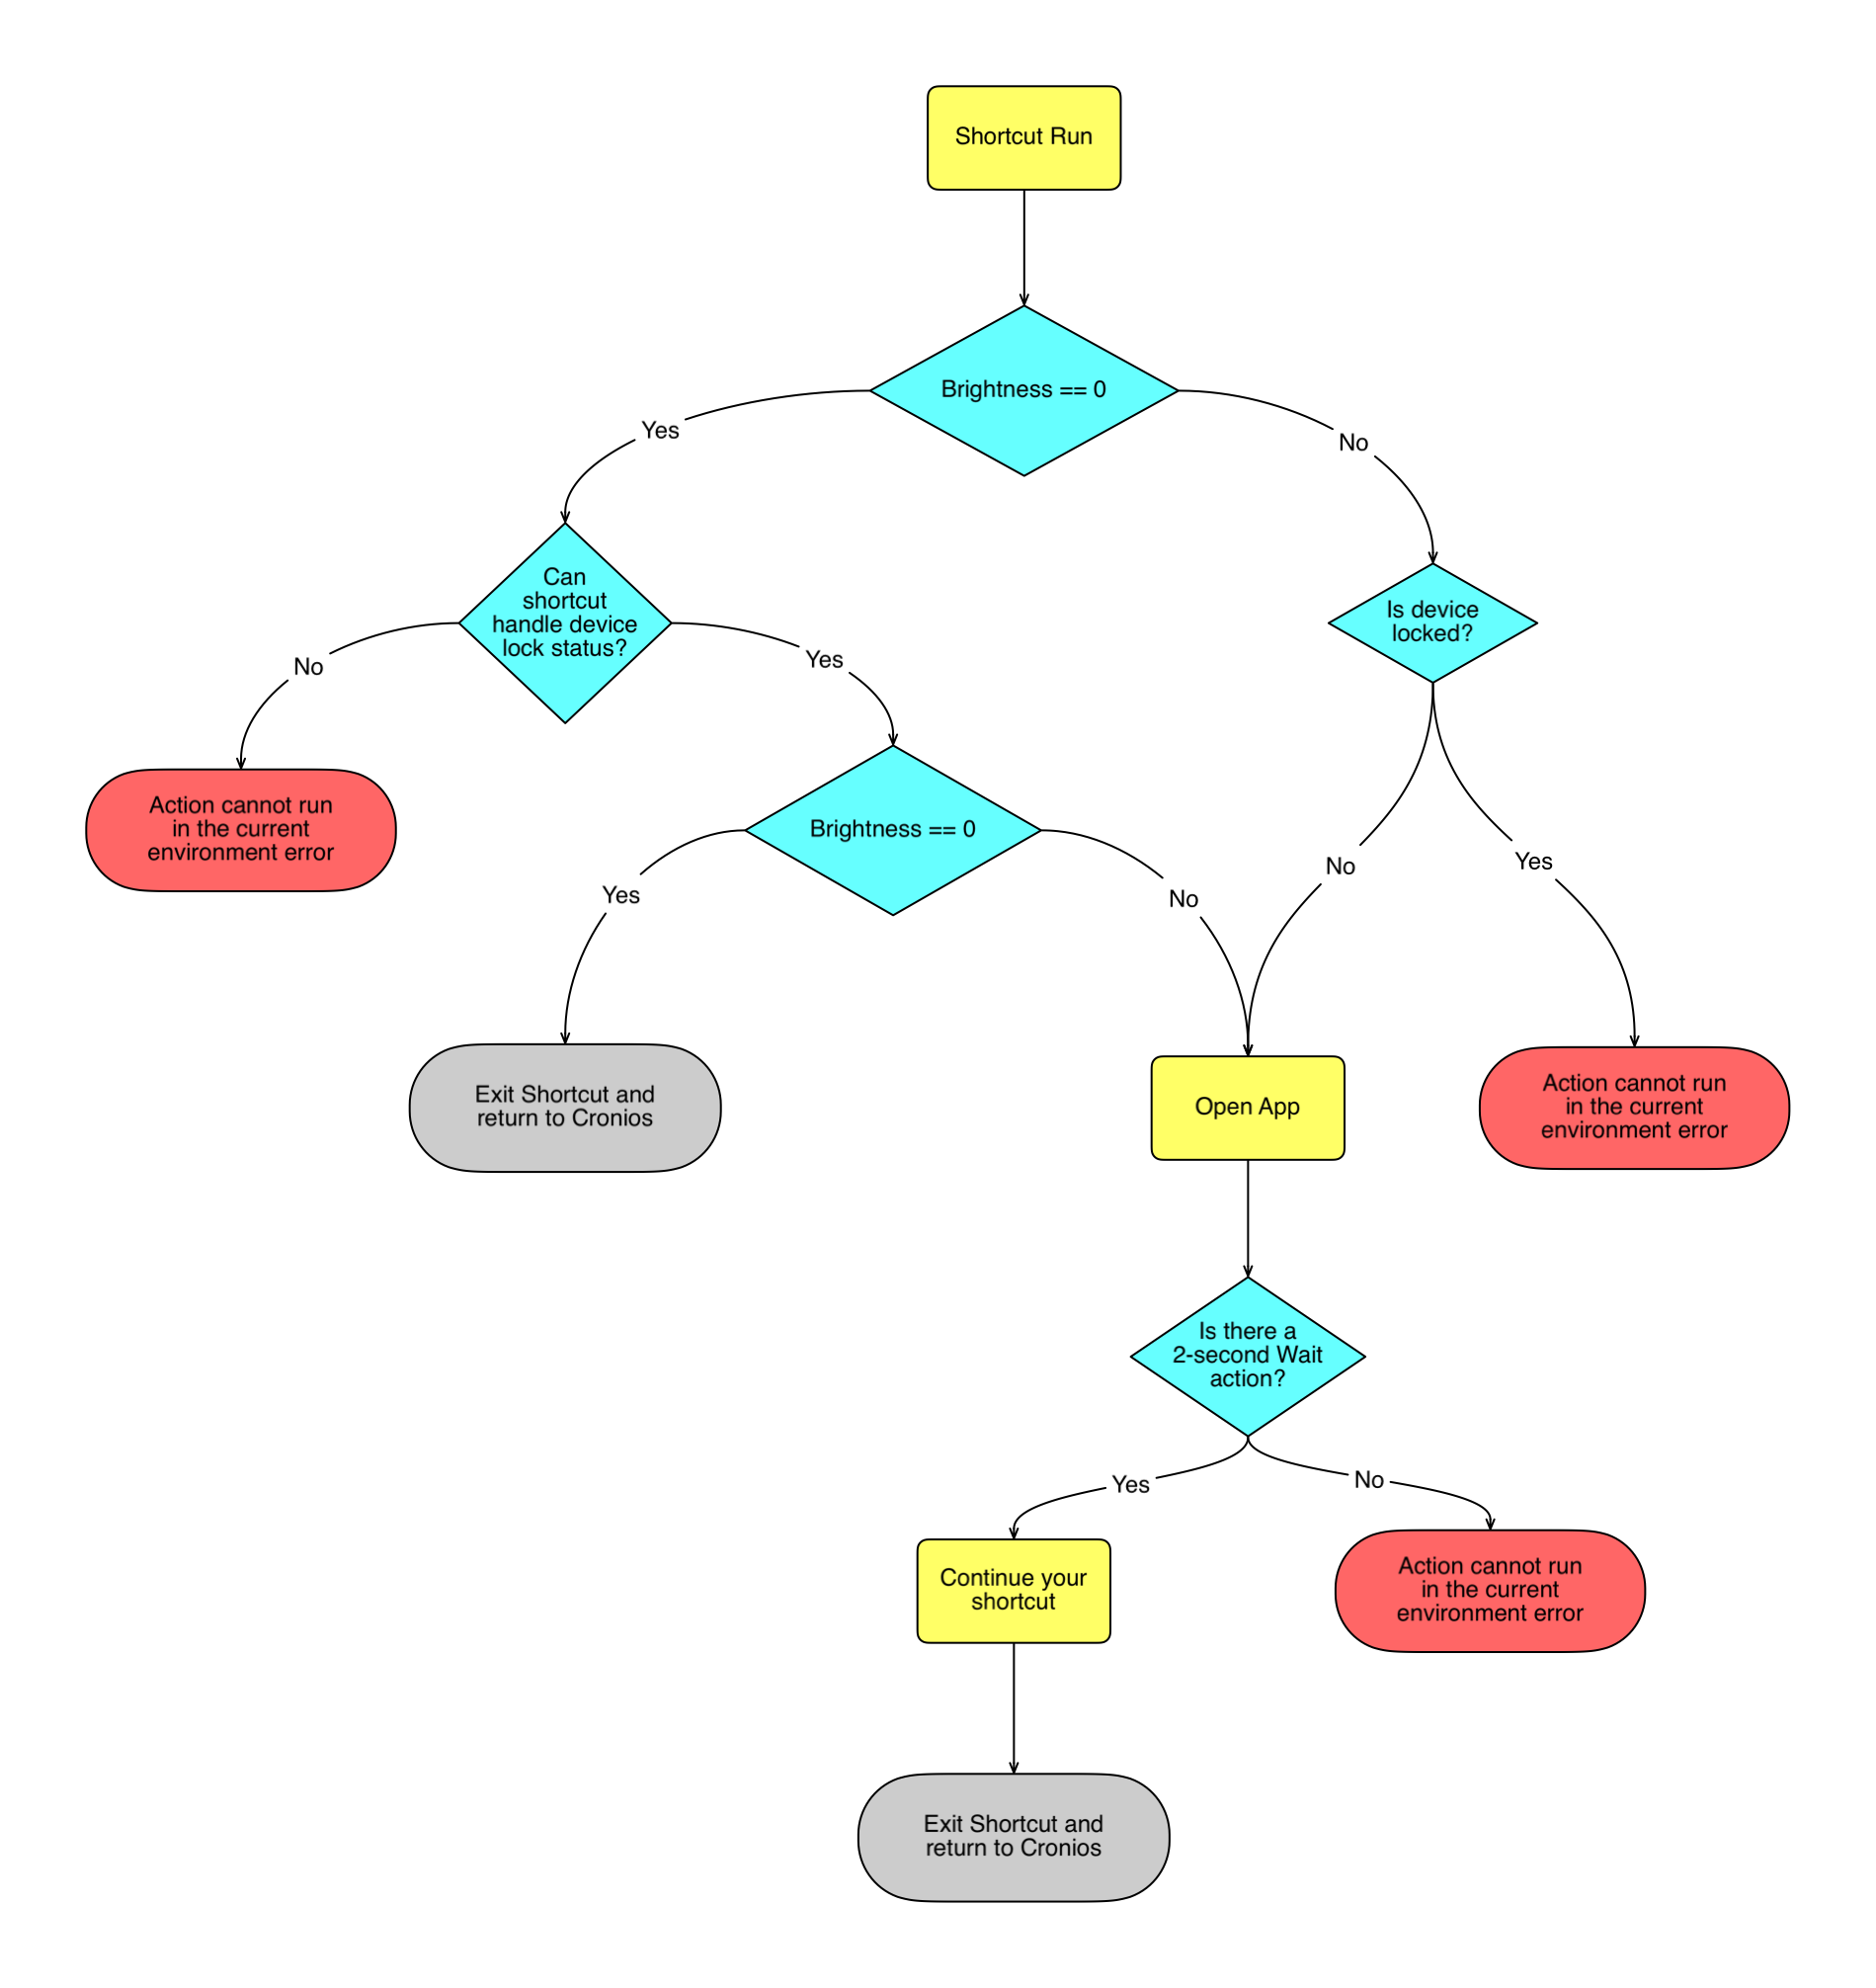 Shortcut Run
Brightness == 0
Yes
No
Can
shortcut
handle device
lock status?
Is device
locked?
No
Yes
Action cannot run
in the current
environment error
Brightness == 0
No
Yes
Yes
No
Exit Shortcut and
return to Cronios
Open App
Action cannot run
in the current
environment error
Is there a
2-second Wait
action?
Yes
No
Continue your
shortcut
Action cannot run
in the current
environment error
Exit Shortcut and
return to Cronios